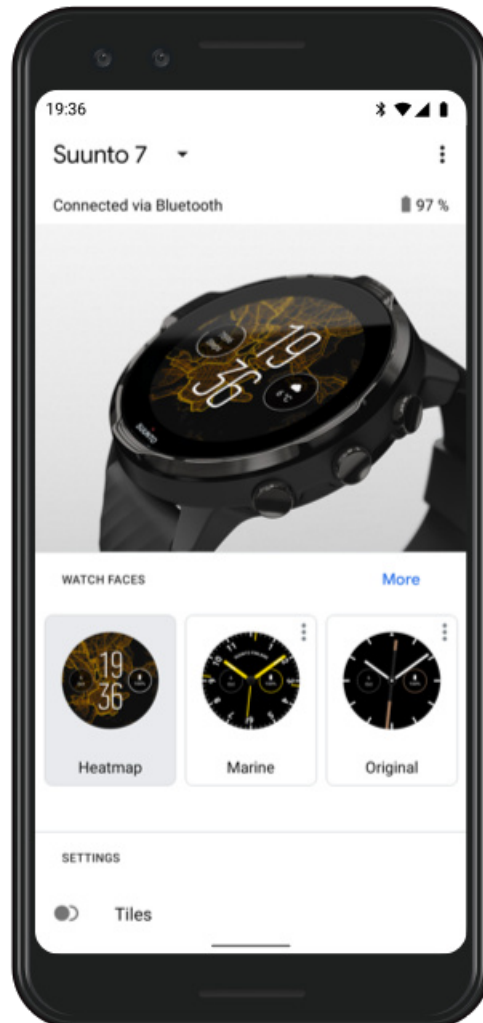 19:36
Suunto 7
Connected via Bluetooth 97 %
19
36
SUUNTO
WATCH FACES More
19
36
Heatmap Marine Original
SETTINGS
Tiles